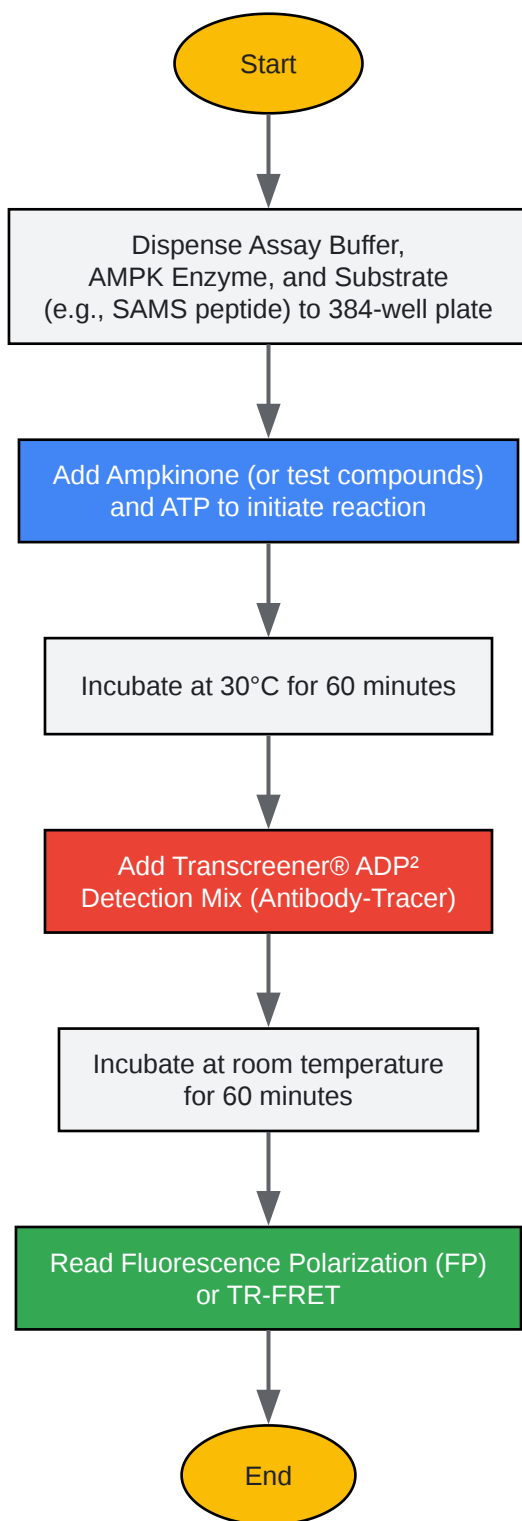 Start
Dispense Assay Buffer,
AMPK Enzyme, and Substrate
(e.g., SAMS peptide) to 384-well plate
Add Ampkinone (or test compounds)
and ATP to initiate reaction
Incubate at 30°C for 60 minutes
Add Transcreener® ADP²
Detection Mix (Antibody-Tracer)
Incubate at room temperature
for 60 minutes
Read Fluorescence Polarization (FP)
or TR-FRET
End